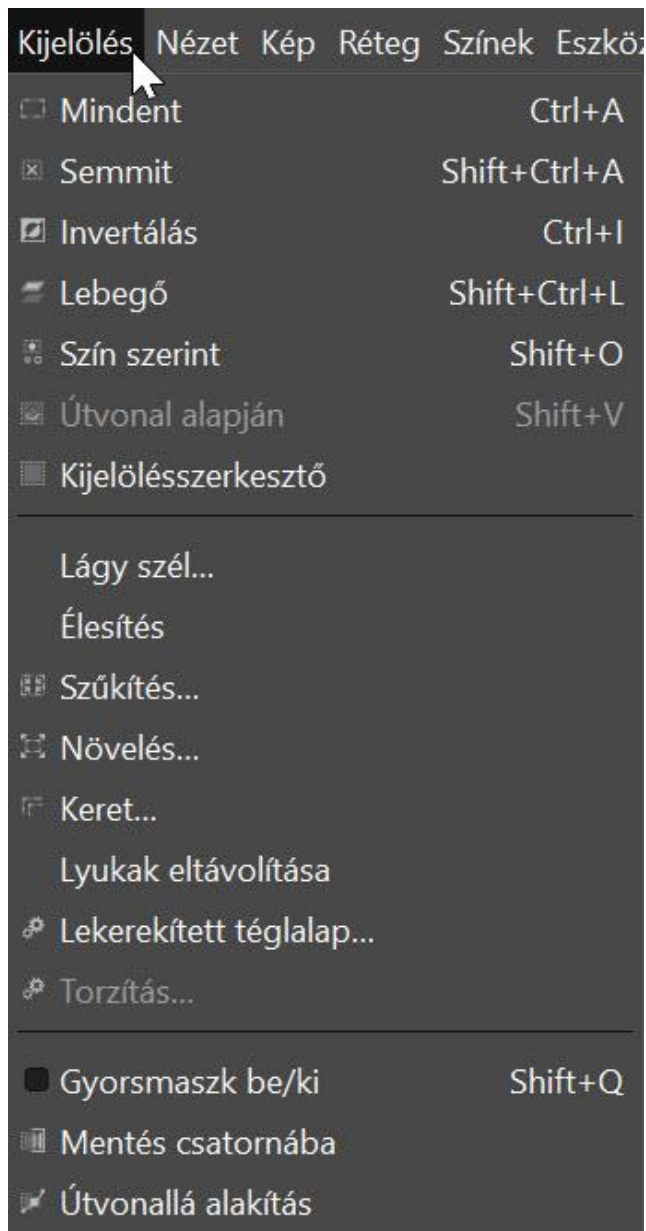 Kijelölés Nézet Kép Réteg Színek Eszköz
Mindent Ctrl+A
Semmit Shift+Ctrl+A
Invertálás Ctrl+I
Lebegő Shift+Ctrl+L
Szín szerint Shift+O
Útvonal alapján Shift+V
Kijelölésszerkesztő
Lágy szél...
Élesítés
Szűkítés...
Növelés...
Keret...
Lyukak eltávolítása
Lekerekített téglalap...
Torzítás...
Gyorsmaszk be/ki Shift+Q
Mentés csatornába
Útvonallá alakítás